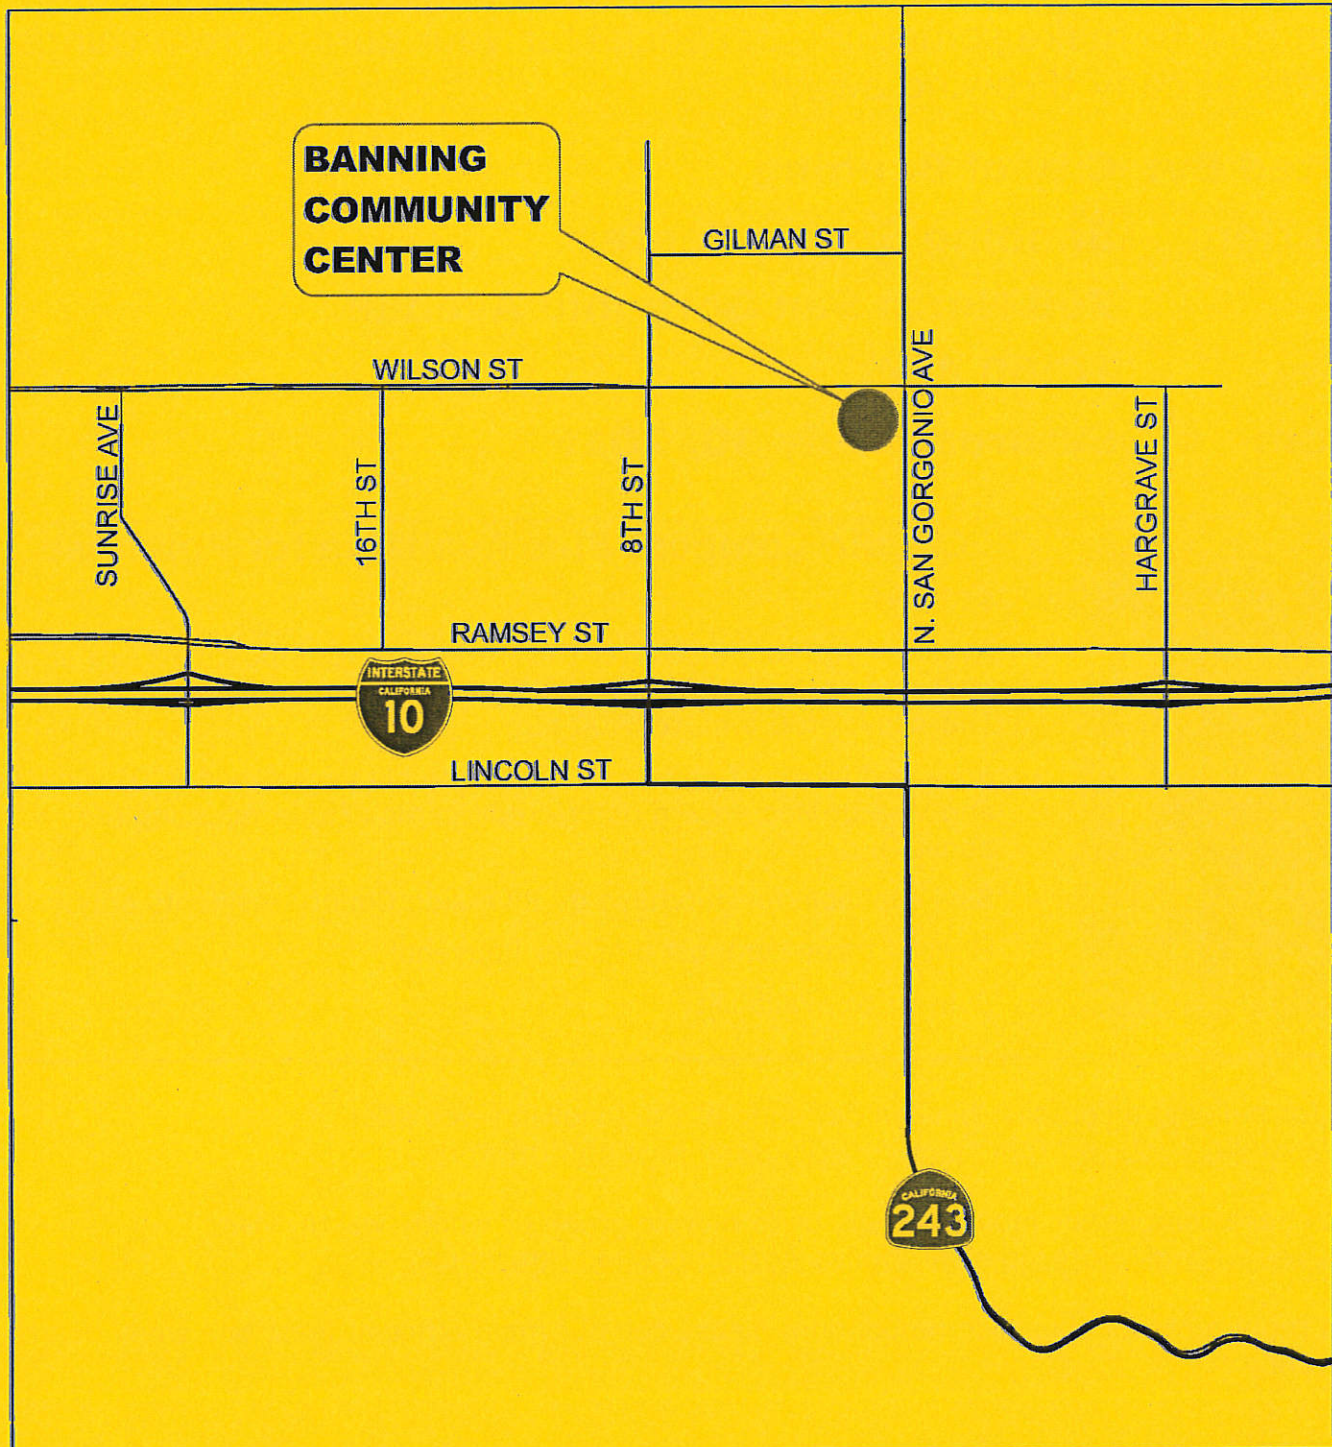 BANNING
COMMUNITY
CENTER
GILMAN ST
WILSON ST
SUNRISE AVE
16TH ST
8TH ST
N. SAN GORGONIO AVE
HARGRAVE ST
RAMSEY ST
INTERSTATE
CALIFORNIA
10
LINCOLN ST
CALIFORNIA
243